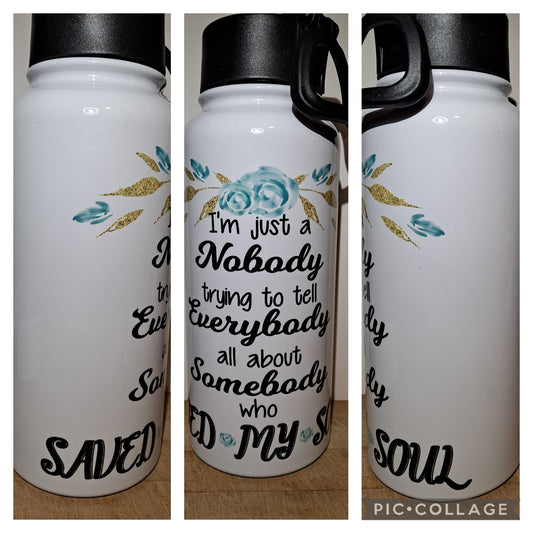 I'm just a
Nobody
trying to tell
Everybody
all about
Somebody
who
SAVED MY SOUL
PIC•COLLAGE